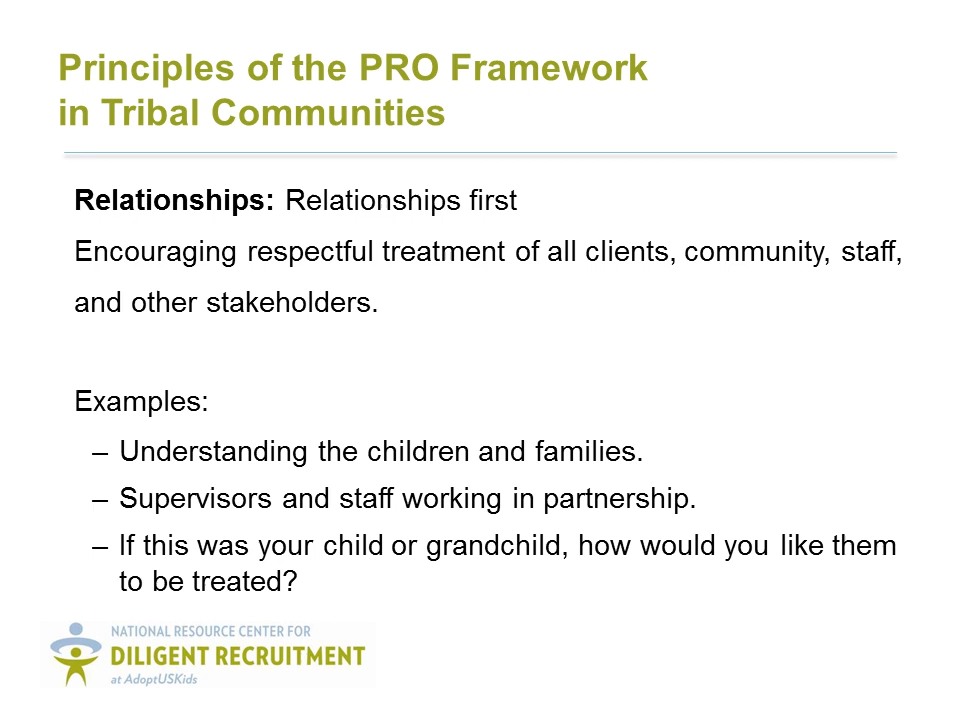 Principles of the PRO Framework
in Tribal Communities
Relationships: Relationships first
Encouraging respectful treatment of all clients, community, staff,
and other stakeholders.
Examples:
– Understanding the children and families.
– Supervisors and staff working in partnership.
– If this was your child or grandchild, how would you like them
to be treated?
NATIONAL RESOURCE CENTER FOR
DILIGENT RECRUITMENT
at AdoptUSKids